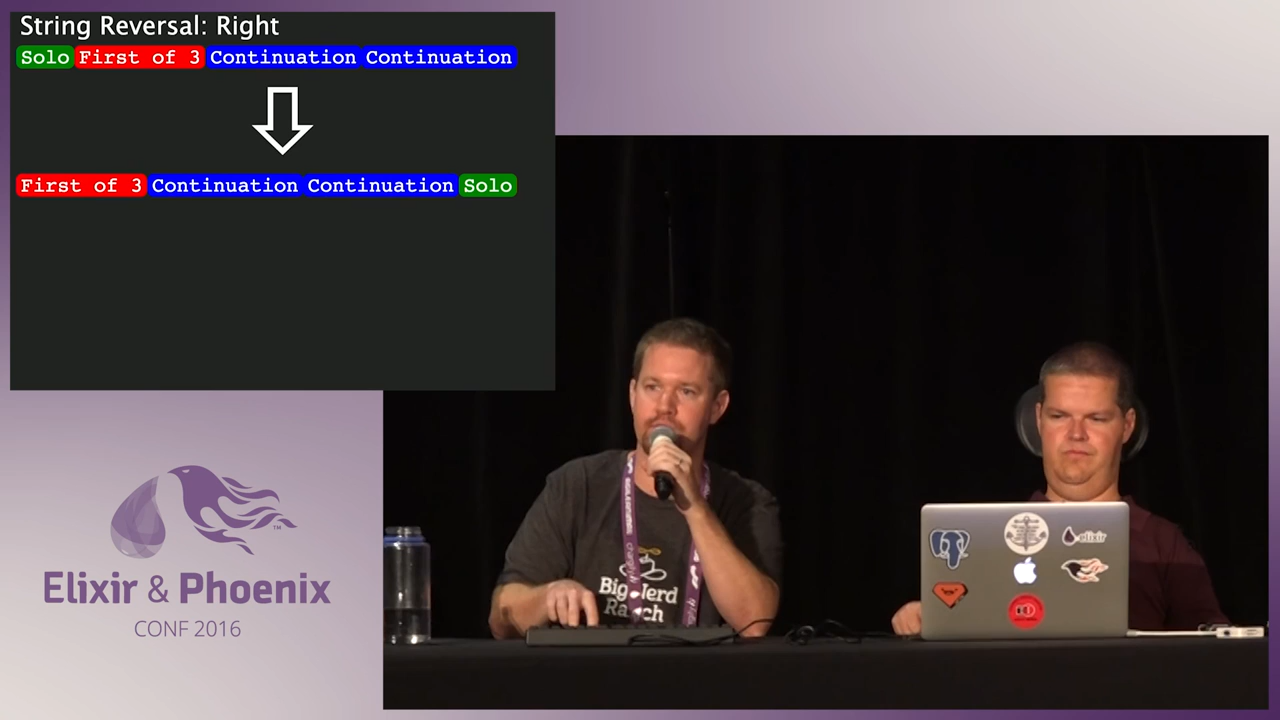 String Reversal: Right
Solo First of 3 Continuation Continuation
First of 3 Continuation Continuation Solo
TM
Elixir & Phoenix
CONF 2016
Big Nerd
Ranch
elixir